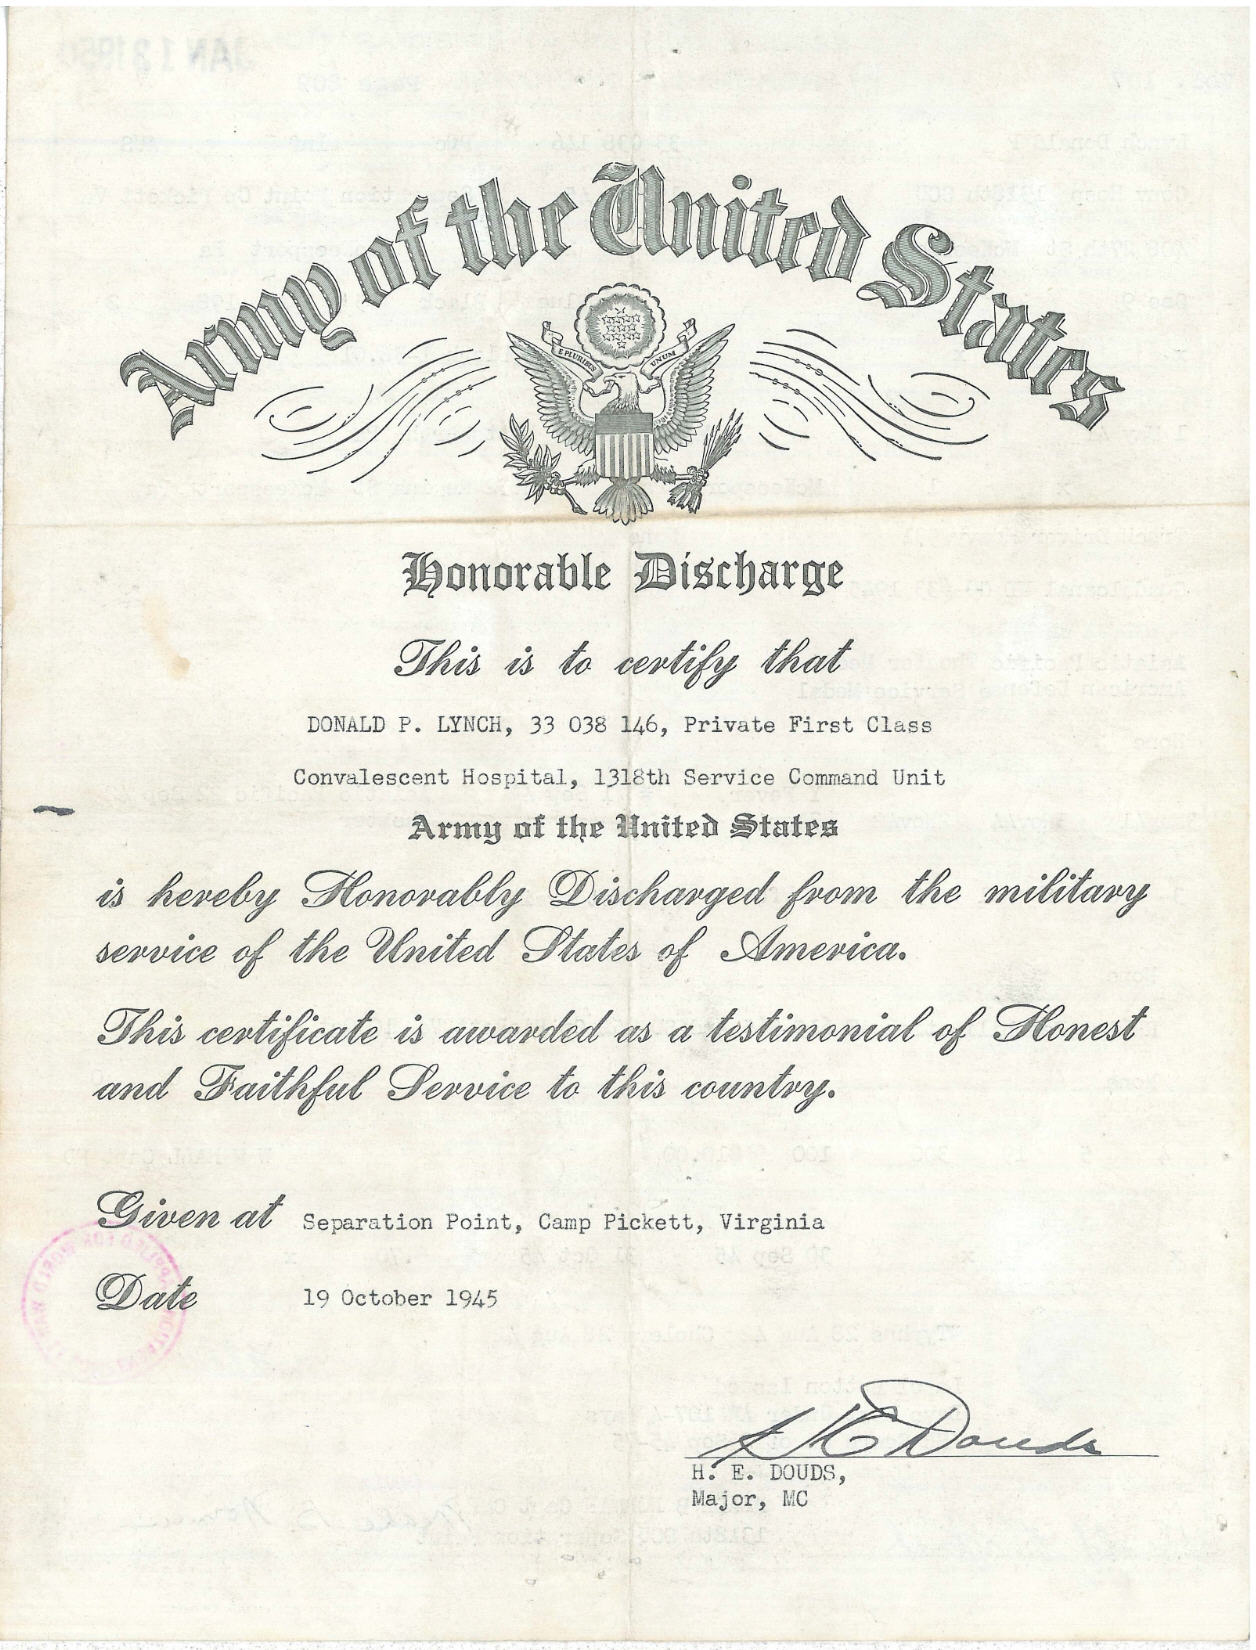 Army of the United States
E PLURIBUS UNUM
Honorable Discharge
This is to certify that
DONALD P. LYNCH, 33 038 146, Private First Class
Convalescent Hospital, 1318th Service Command Unit
Army of the United States
is hereby Honorably Discharged from the military
service of the United States of America.
This certificate is awarded as a testimonial of Honest
and Faithful Service to this country.
Given at Separation Point, Camp Pickett, Virginia
Date 19 October 1945
H E Douds
H. E. DOUDS,
Major, MC